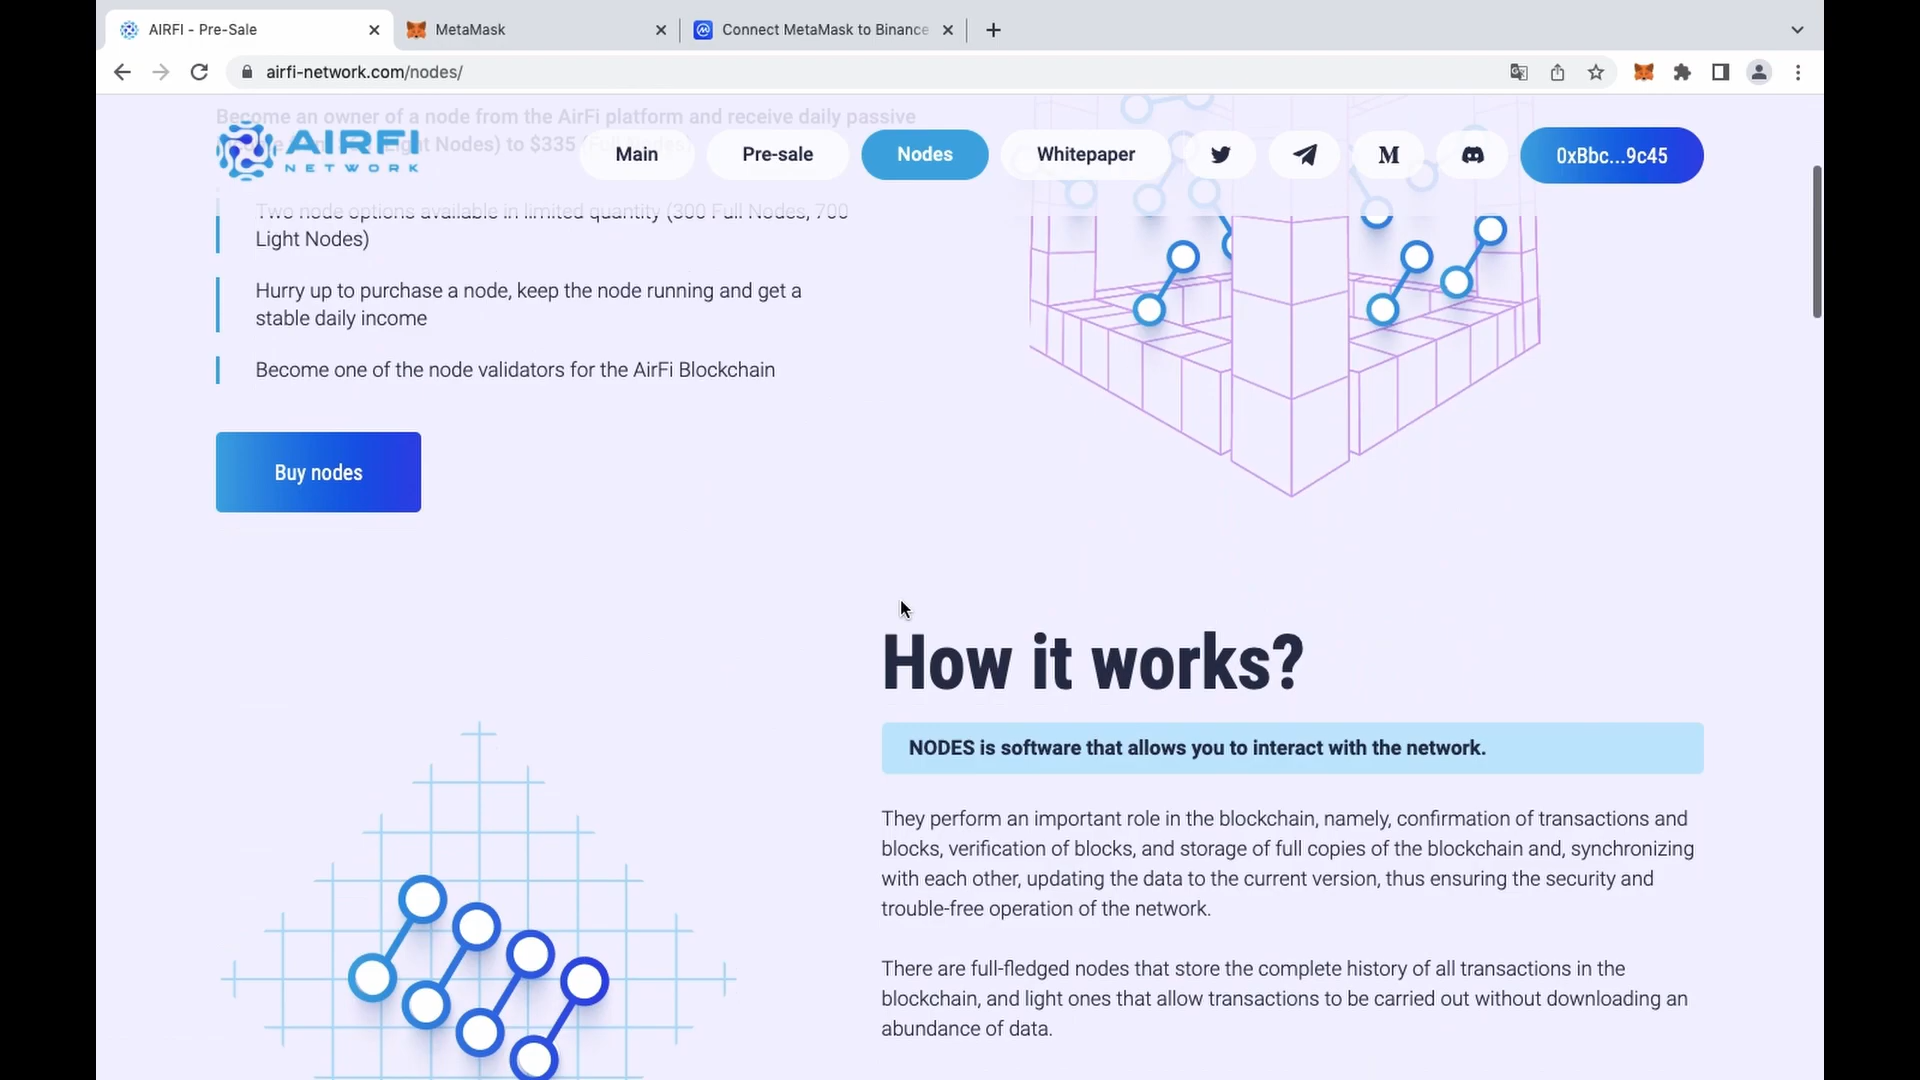 AIRFI - Pre-Sale
MetaMask
Connect MetaMask to Binance
airfi-network.com/nodes/
Become an owner of a node from the AirFi platform and receive daily passive
Light Nodes) to $335 (Full Nodes)
AIRFI
NETWORK
Main
Pre-sale
Nodes
Whitepaper
0xBbc...9c45
Two node options available in limited quantity (300 Full Nodes, 700
Light Nodes)
Hurry up to purchase a node, keep the node running and get a
stable daily income
Become one of the node validators for the AirFi Blockchain
Buy nodes
How it works?
NODES is software that allows you to interact with the network.
They perform an important role in the blockchain, namely, confirmation of transactions and
blocks, verification of blocks, and storage of full copies of the blockchain and, synchronizing
with each other, updating the data to the current version, thus ensuring the security and
trouble-free operation of the network.
There are full-fledged nodes that store the complete history of all transactions in the
blockchain, and light ones that allow transactions to be carried out without downloading an
abundance of data.